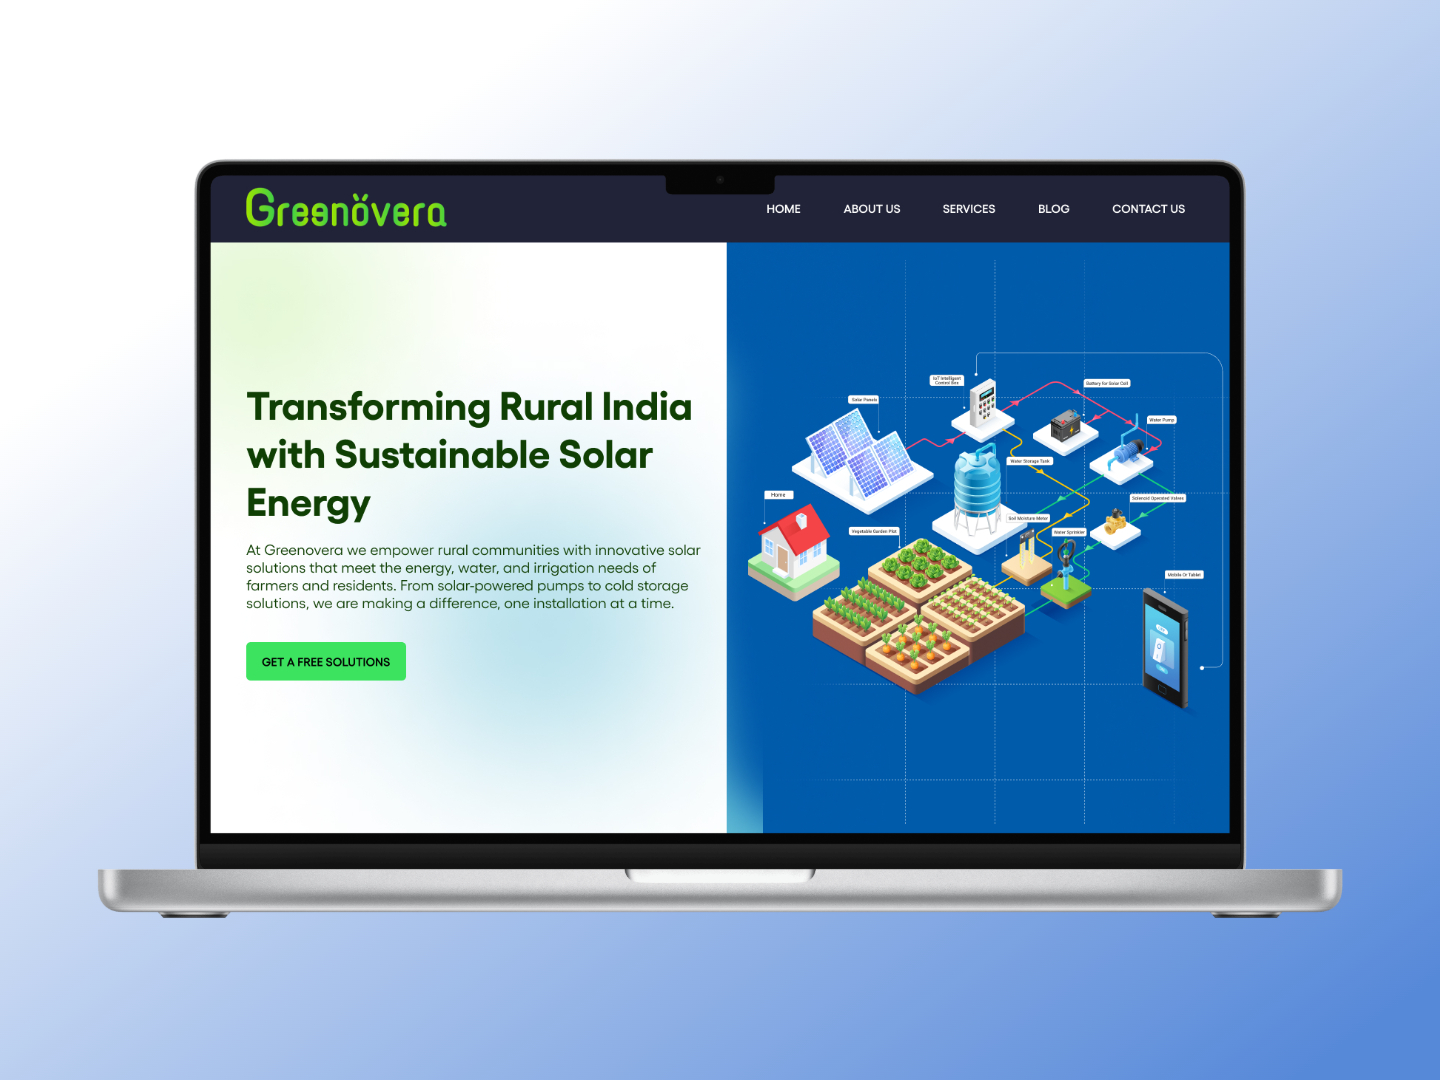 Greenövera
HOME
ABOUT US
SERVICES
BLOG
CONTACT US
Transforming Rural India
with Sustainable Solar
Energy
At Greenovera we empower rural communities with innovative solar
solutions that meet the energy, water, and irrigation needs of
farmers and residents. From solar-powered pumps to cold storage
solutions, we are making a difference, one installation at a time.
GET A FREE SOLUTIONS
IoT Intelligent
Control Box
Battery for Solar Cell
Solar Panels
Water Pump
Water Storage Tank
Home
Solenoid Operated Valves
Soil Moisture Meter
Vegetable Garden Plot
Water Sprinkler
Mobile Or Tablet